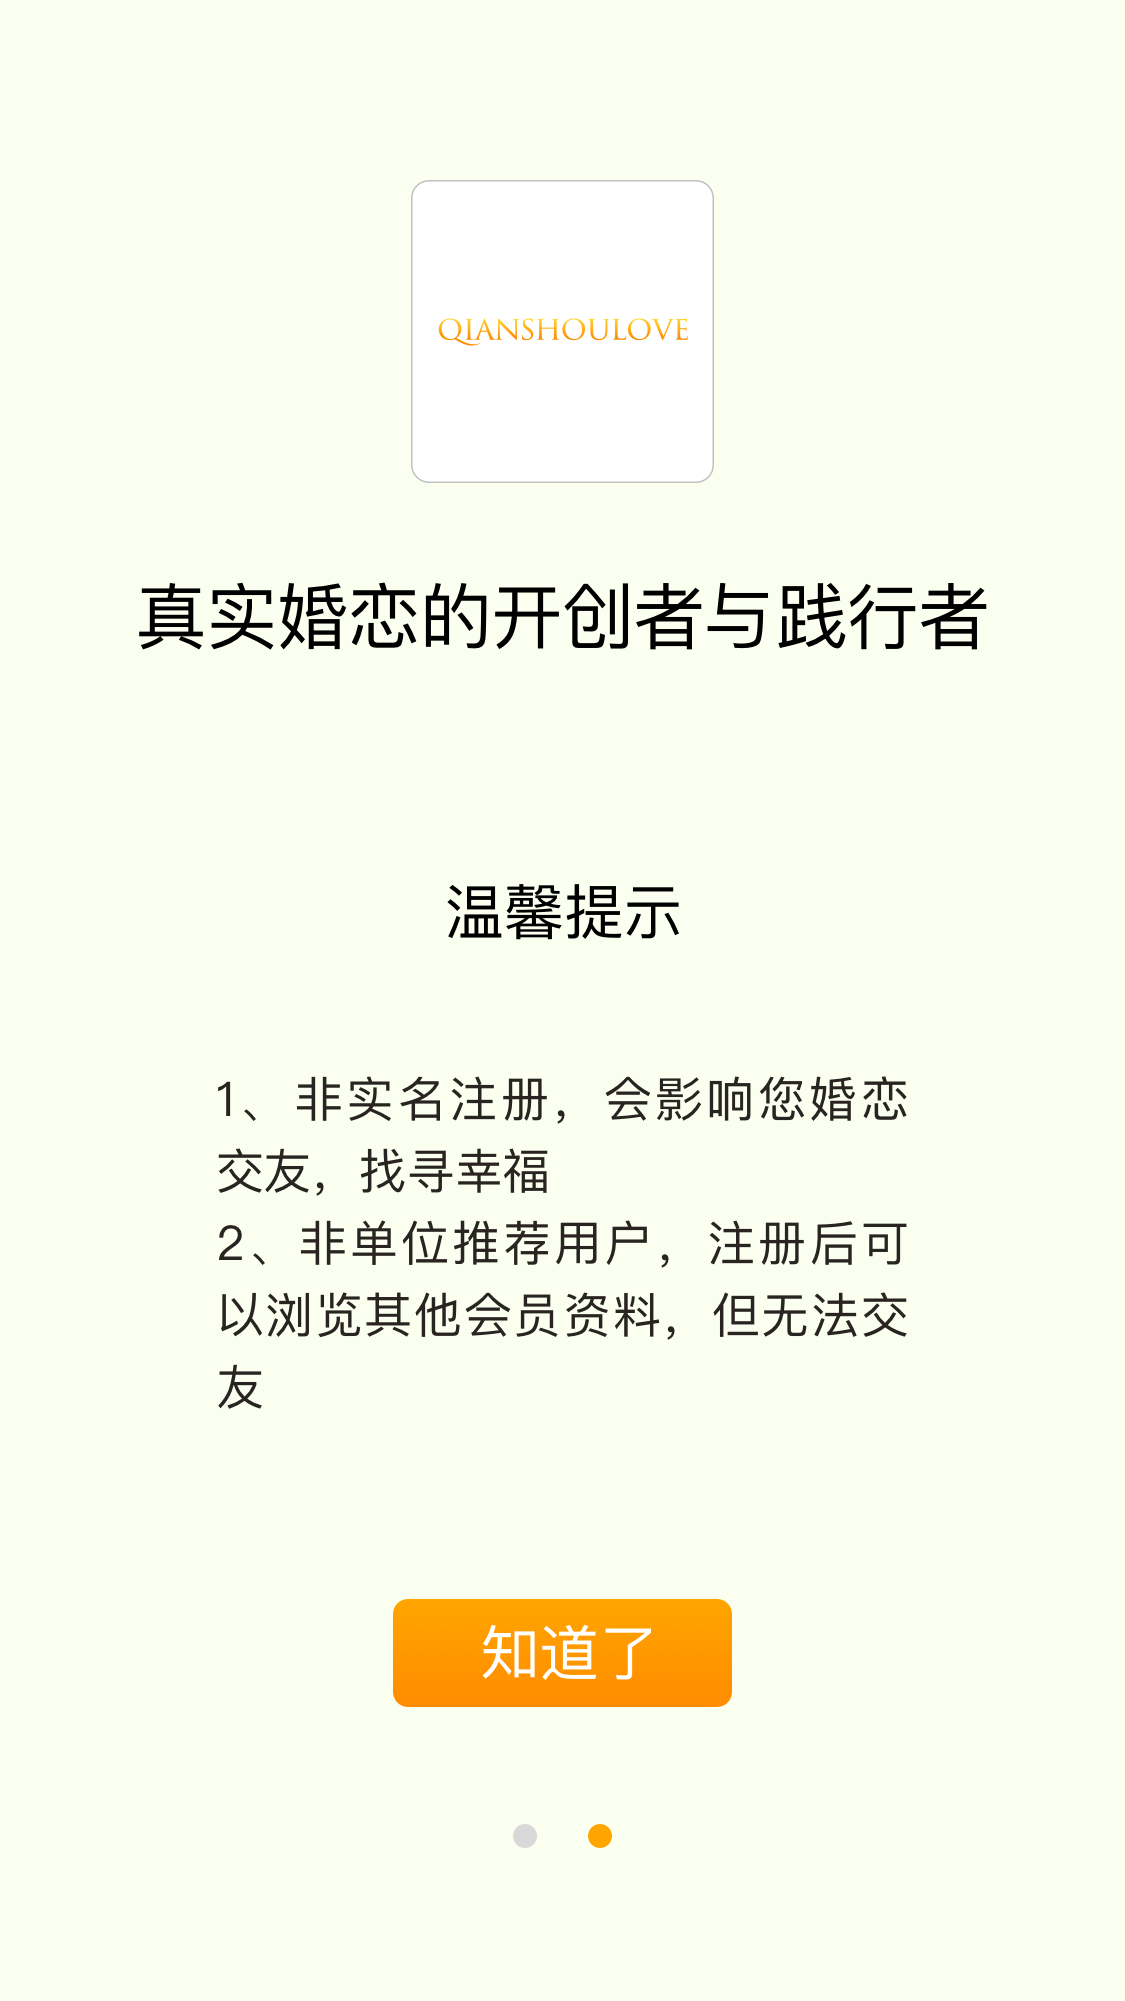 QIANSHOULOVE
真实婚恋的开创者与践行者
温馨提示
1、非实名注册，会影响您婚恋
交友，找寻幸福
2、非单位推荐用户，注册后可
以浏览其他会员资料，但无法交
友
知道了